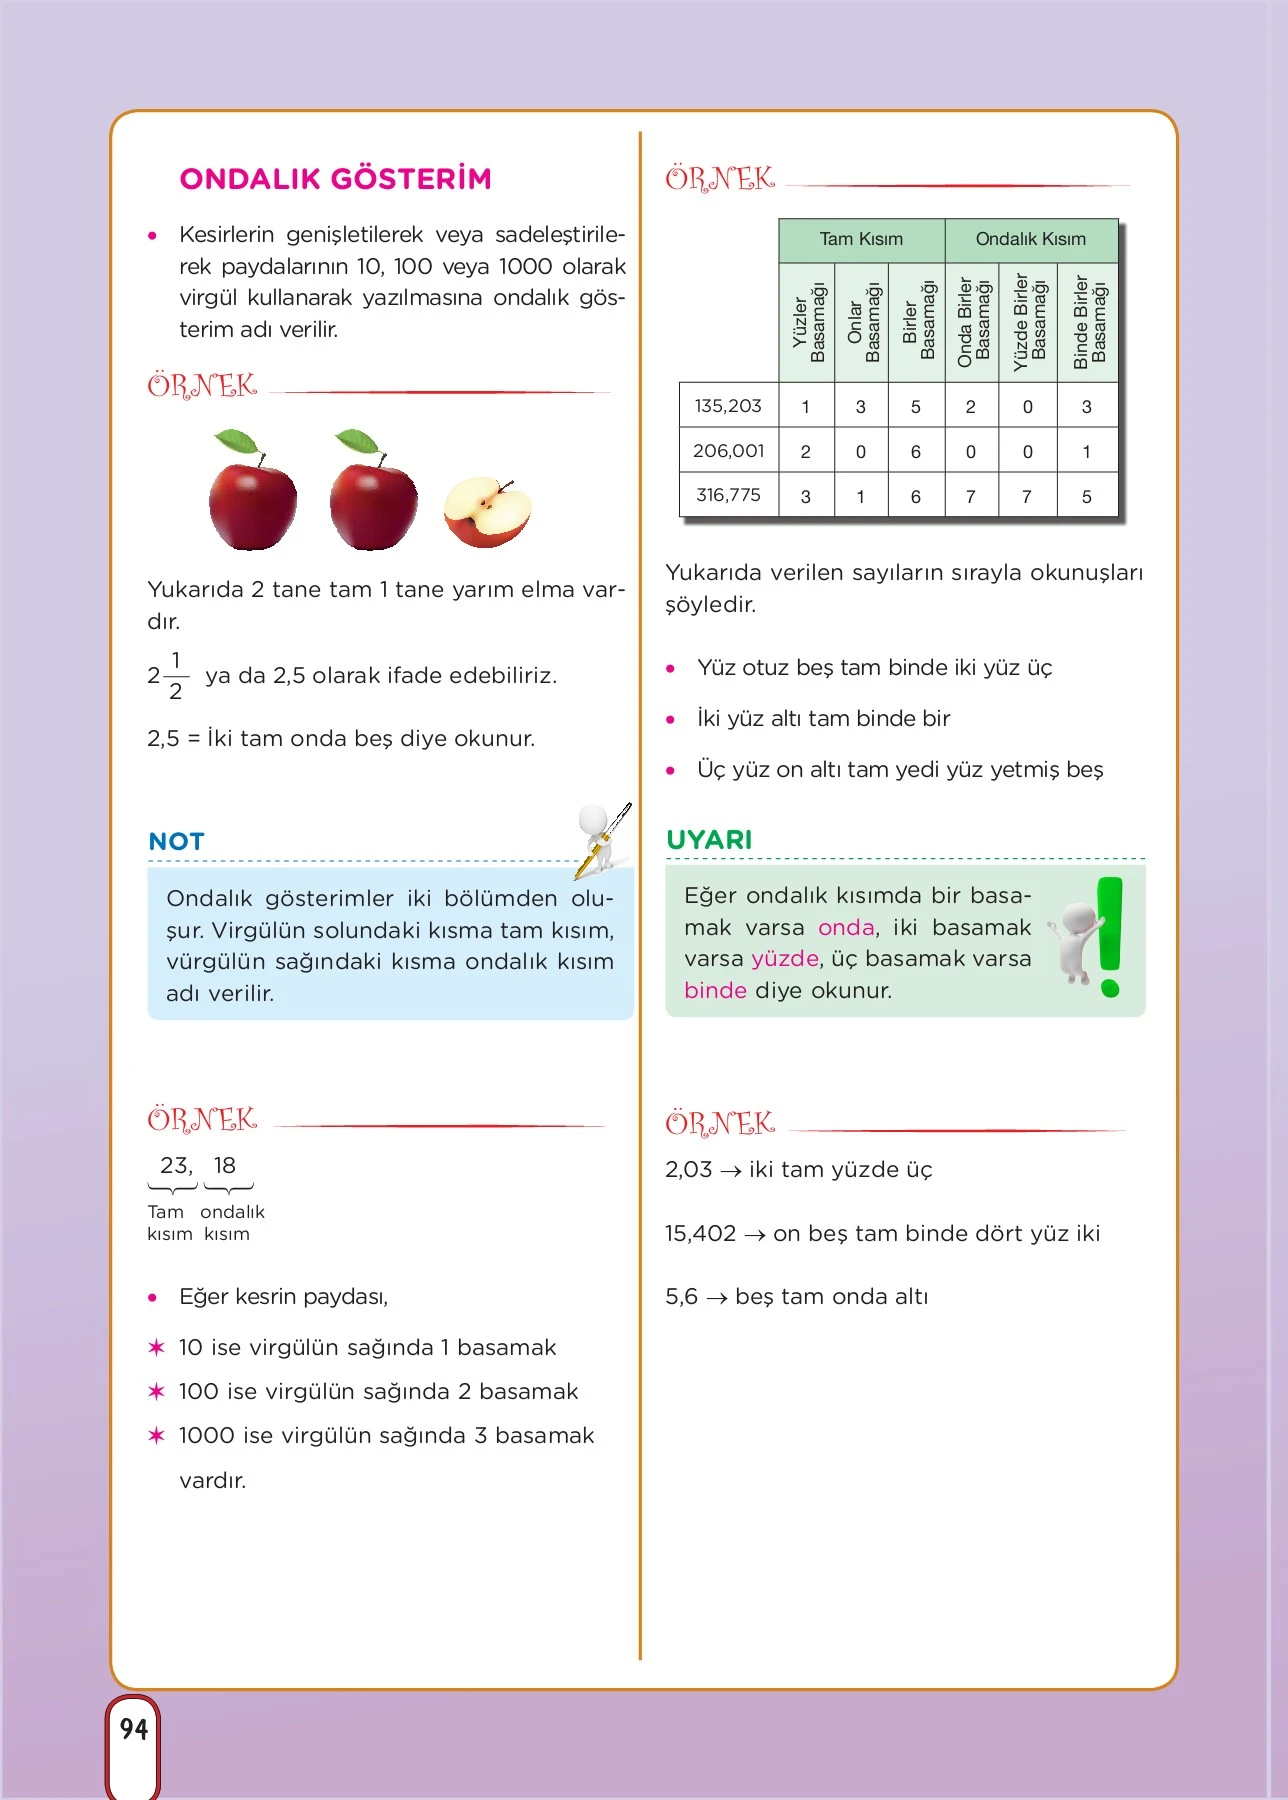 ONDALIK GÖSTERİM
• Kesirlerin genişletilerek veya sadeleştirile-
rek paydalarının 10, 100 veya 1000 olarak
virgül kullanarak yazılmasına ondalık gös-
terim adı verilir.
ÖRNEK
Yukarıda 2 tane tam 1 tane yarım elma var-
dır.
2 1/2 ya da 2,5 olarak ifade edebiliriz.
2,5 = İki tam onda beş diye okunur.
NOT
Ondalık gösterimler iki bölümden olu-
şur. Virgülün solundaki kısma tam kısım,
vürgülün sağındaki kısma ondalık kısım
adı verilir.
ÖRNEK
23, 18
Tam ondalık
kısım kısım
• Eğer kesrin paydası,
✶ 10 ise virgülün sağında 1 basamak
✶ 100 ise virgülün sağında 2 basamak
✶ 1000 ise virgülün sağında 3 basamak
vardır.
ÖRNEK
Tam Kısım Ondalık Kısım
Yüzler Basamağı Onlar Basamağı Birler Basamağı Onda Birler Basamağı Yüzde Birler Basamağı Binde Birler Basamağı
135,203 1 3 5 2 0 3
206,001 2 0 6 0 0 1
316,775 3 1 6 7 7 5
Yukarıda verilen sayıların sırayla okunuşları
şöyledir.
• Yüz otuz beş tam binde iki yüz üç
• İki yüz altı tam binde bir
• Üç yüz on altı tam yedi yüz yetmiş beş
UYARI
Eğer ondalık kısımda bir basa-
mak varsa onda, iki basamak
varsa yüzde, üç basamak varsa
binde diye okunur.
ÖRNEK
2,03 → iki tam yüzde üç
15,402 → on beş tam binde dört yüz iki
5,6 → beş tam onda altı
94